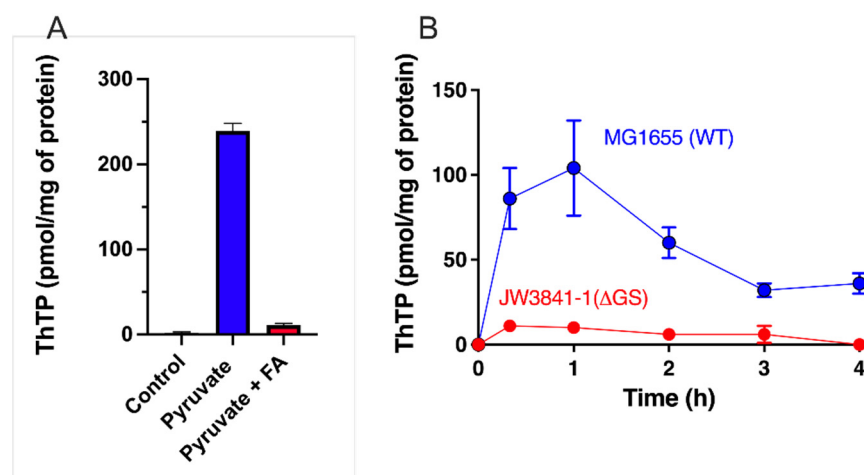 A
ThTP (pmol/mg of protein)
300
200
100
0
Control
Pyruvate
Pyruvate + FA
B
ThTP (pmol/mg of protein)
150
100
50
0
MG1655 (WT)
JW3841-1(ΔGS)
0
1
2
3
4
Time (h)